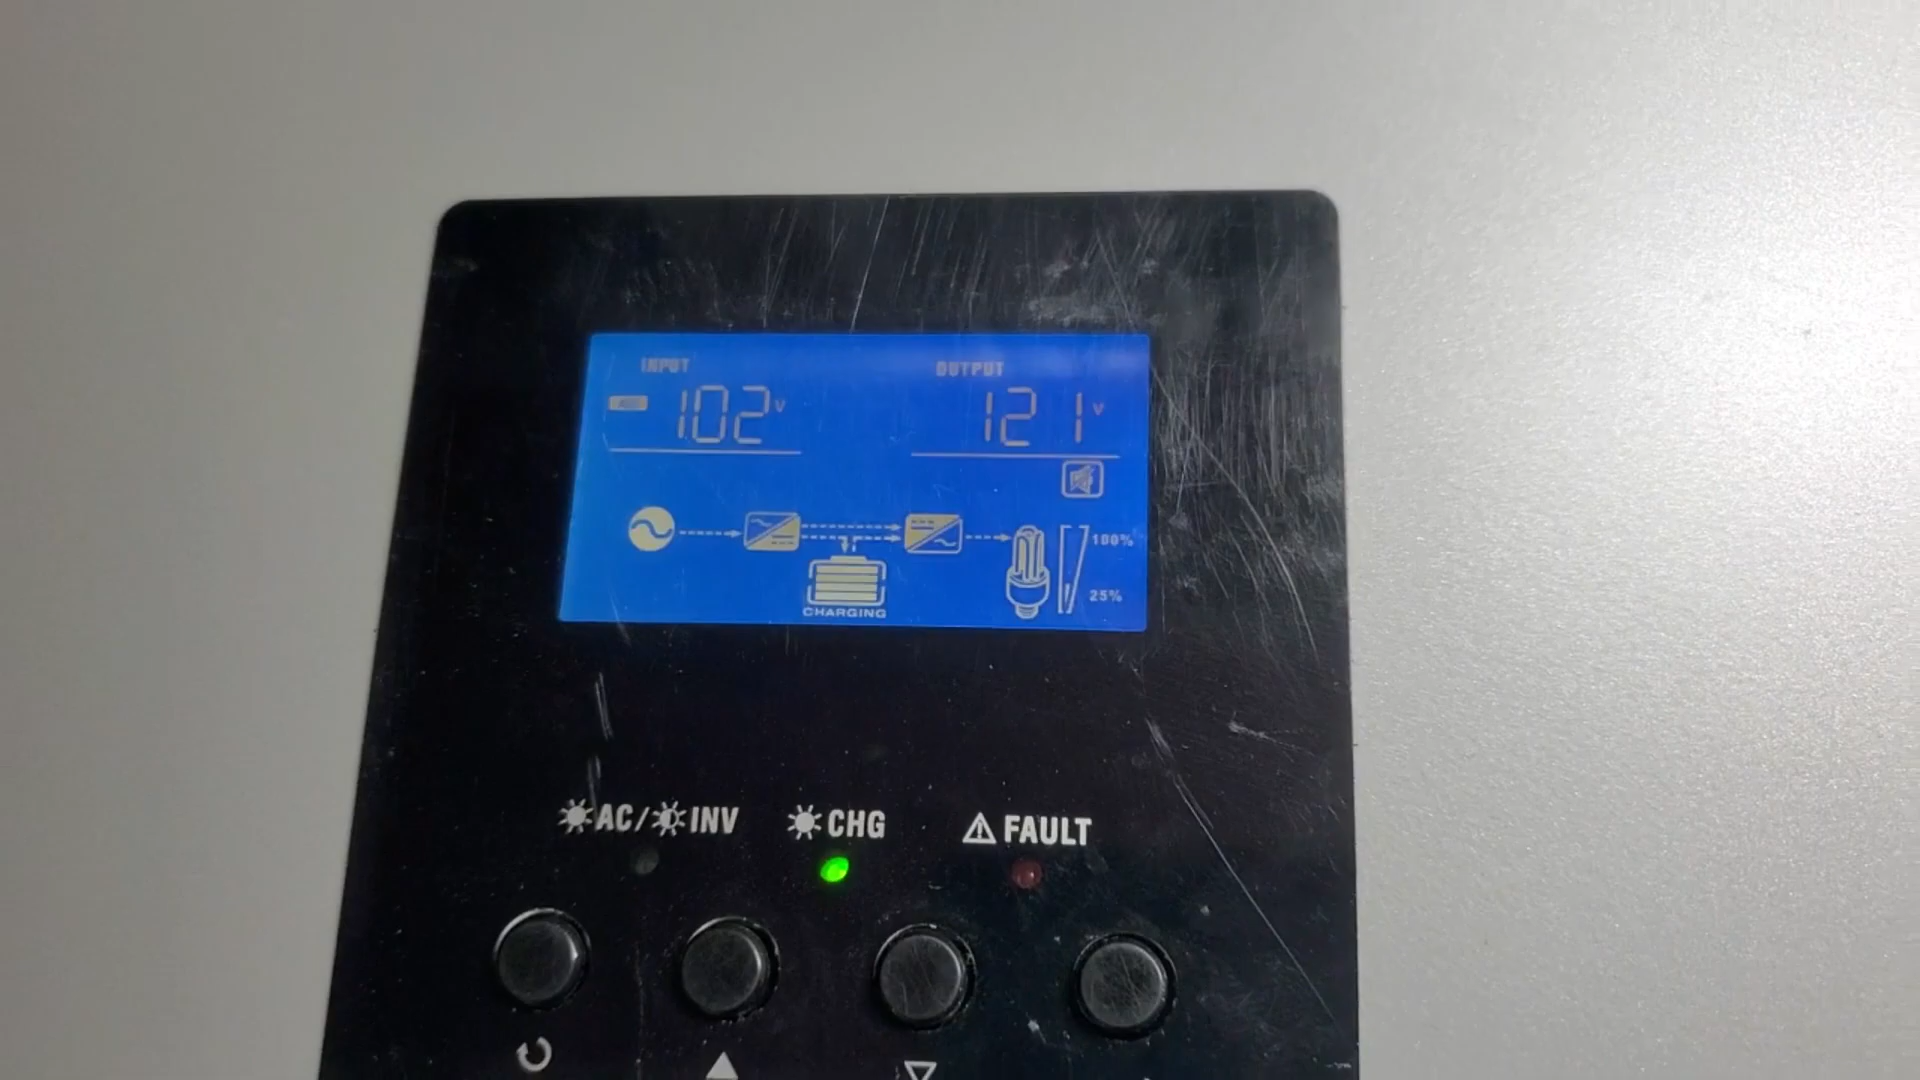 INPUT OUTPUT
102V 121V
100%
25%
CHARGING
AC/INV CHG FAULT